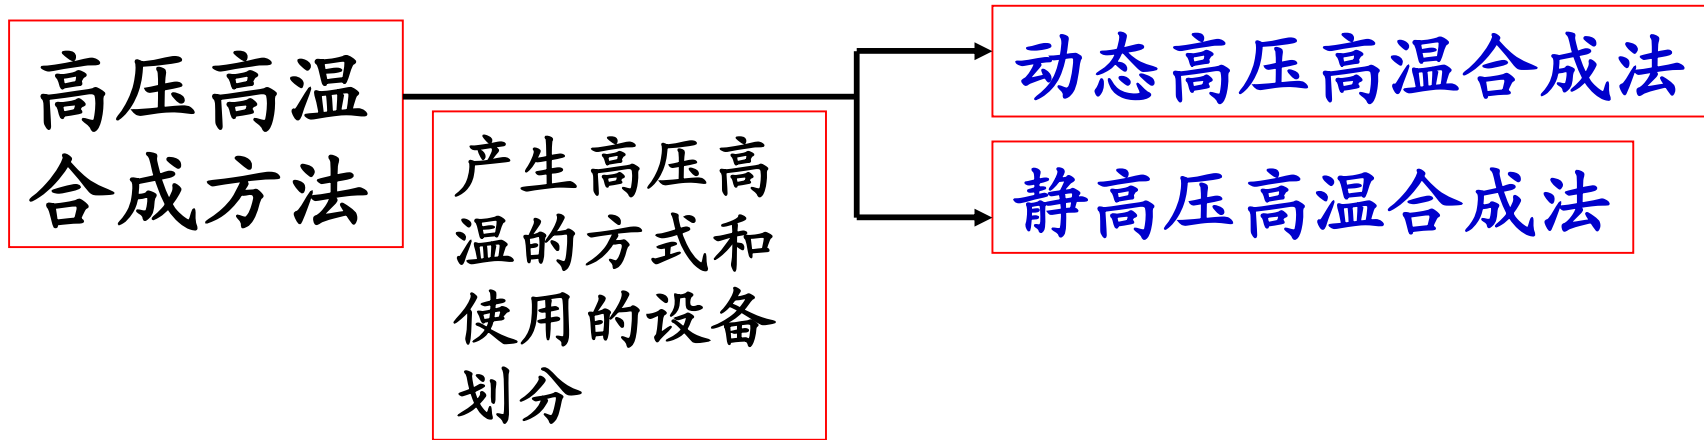 高压高温
合成方法
产生高压高
温的方式和
使用的设备
划分
动态高压高温合成法
静高压高温合成法